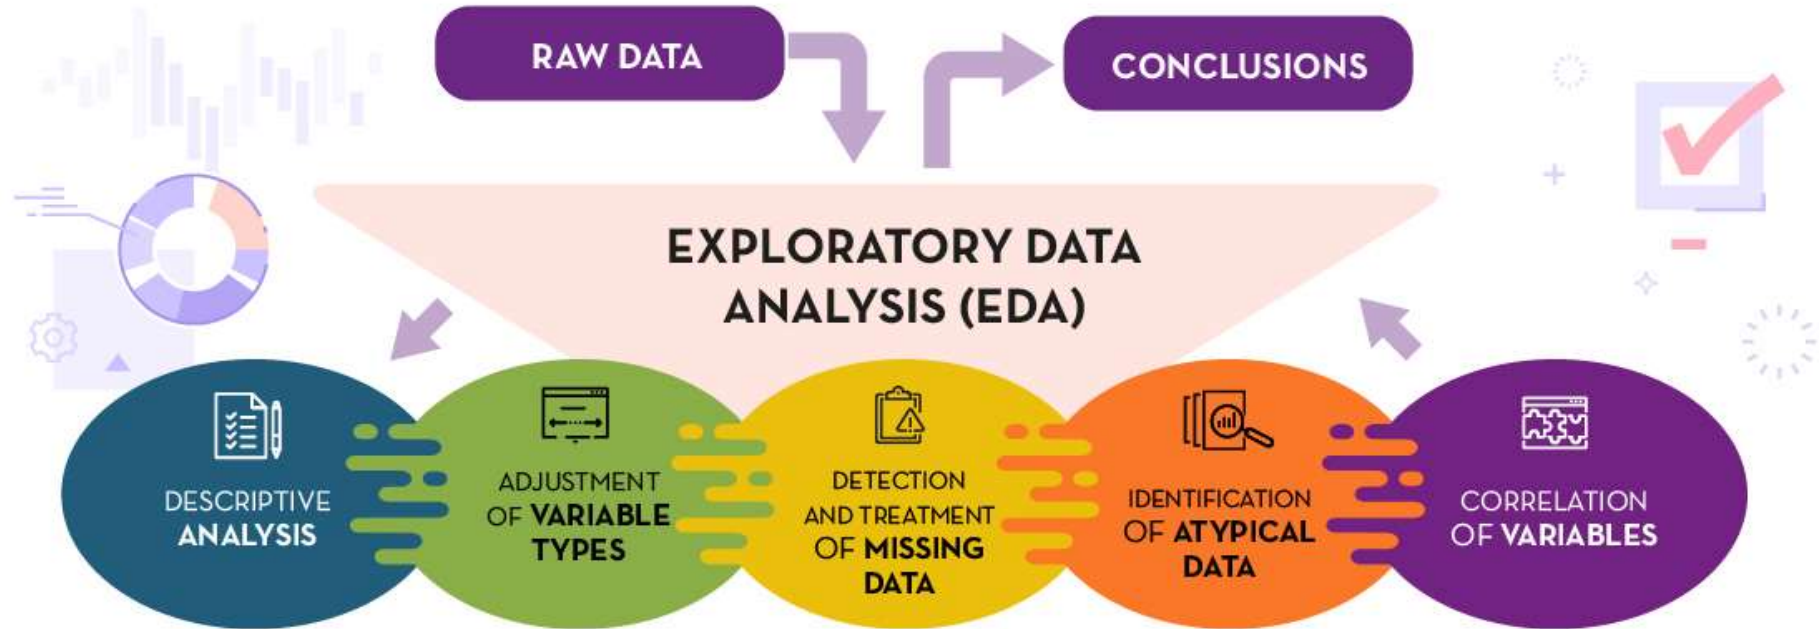 RAW DATA
CONCLUSIONS
EXPLORATORY DATA
ANALYSIS (EDA)
DESCRIPTIVE
ANALYSIS
ADJUSTMENT
OF VARIABLE
TYPES
DETECTION
AND TREATMENT
OF MISSING
DATA
IDENTIFICATION
OF ATYPICAL
DATA
CORRELATION
OF VARIABLES